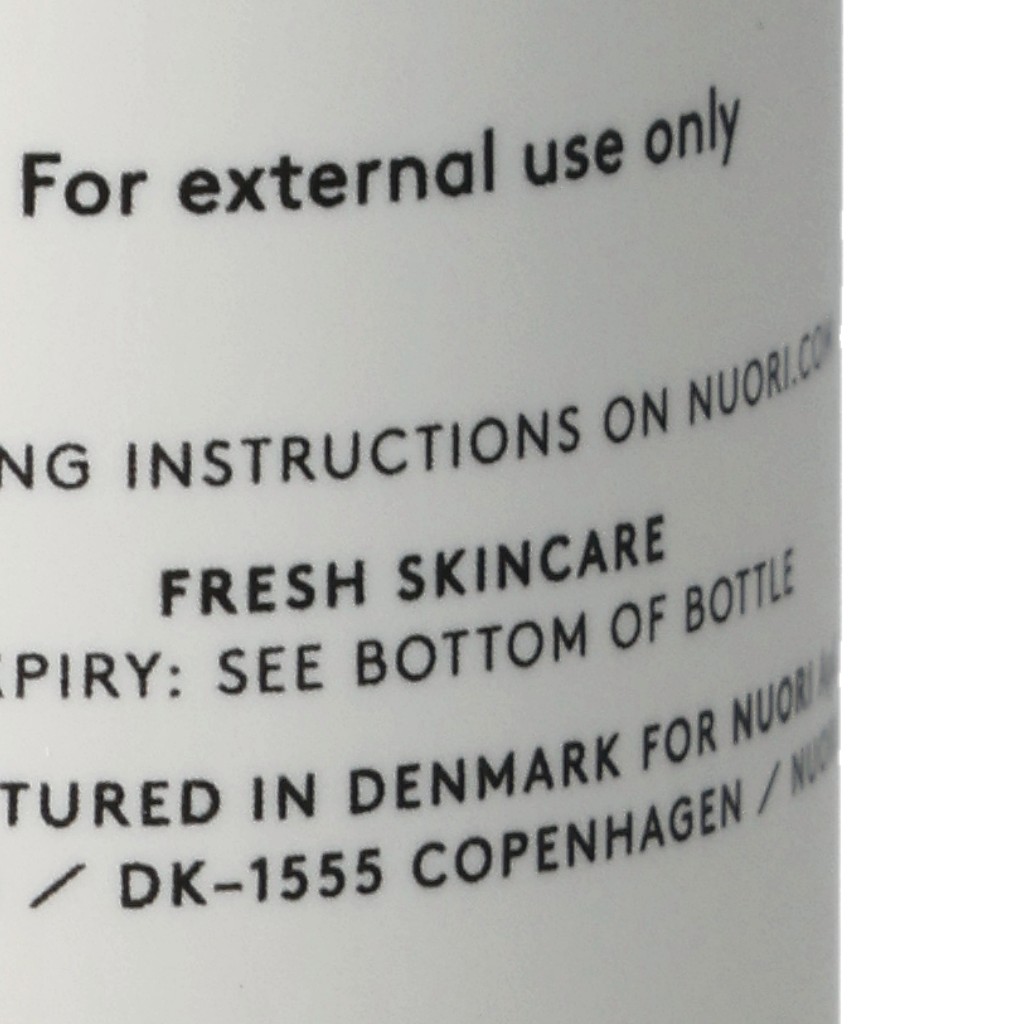 For external use only
NG INSTRUCTIONS ON NUORI.COM
FRESH SKINCARE
PIRY: SEE BOTTOM OF BOTTLE
TURED IN DENMARK FOR NUORI
/ DK–1555 COPENHAGEN /